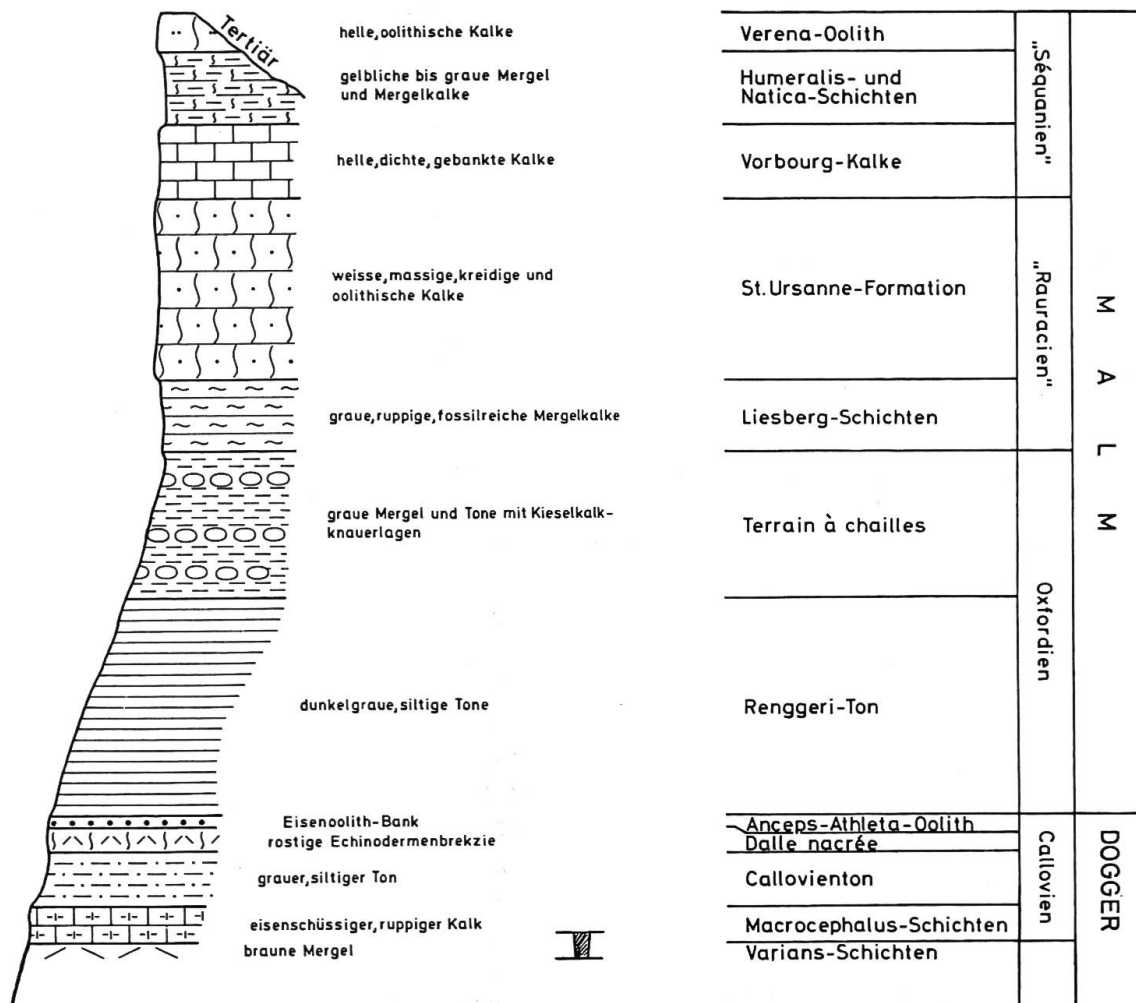 Tertiär
helle, oolithische Kalke
Verena-Oolith
gelbliche bis graue Mergel
und Mergelkalke
Humeralis- und
Natica-Schichten
helle, dichte, gebankte Kalke
Vorbourg-Kalke
„Séquanien"
weisse, massige, kreidige und
oolithische Kalke
St. Ursanne-Formation
graue, ruppige, fossilreiche Mergelkalke
Liesberg-Schichten
„Rauracien"
graue Mergel und Tone mit Kieselkalk-
knauerlagen
Terrain à chailles
dunkelgraue, siltige Tone
Renggeri-Ton
Oxfordien
MALM
Eisenoolith-Bank
Anceps-Athleta-Oolith
rostige Echinodermenbrekzie
Dalle nacrée
grauer, siltiger Ton
Callovienton
eisenschüssiger, ruppiger Kalk
Macrocephalus-Schichten
braune Mergel
Varians-Schichten
Callovien
DOGGER